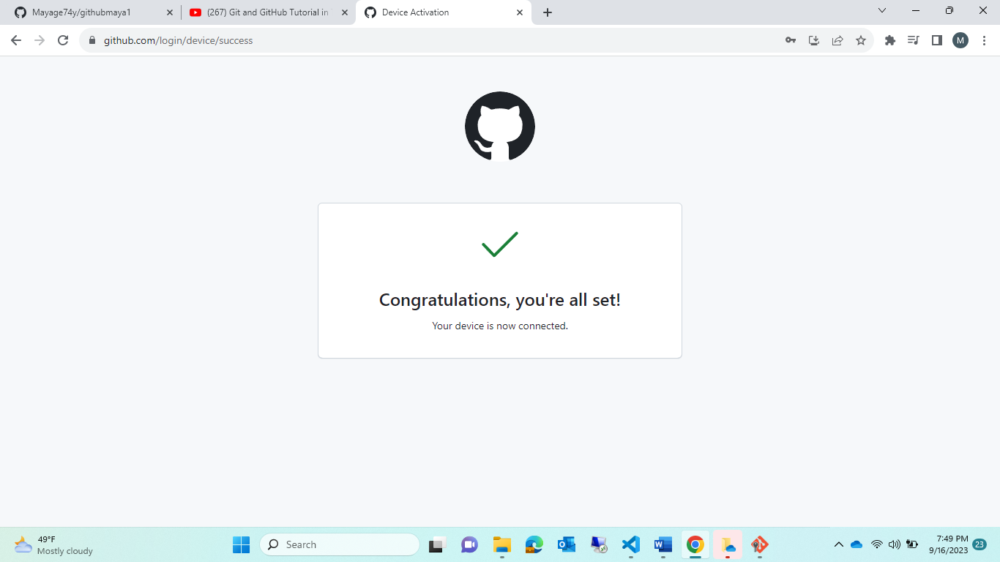 Mayage74y/githubmaya1
(267) Git and GitHub Tutorial in
Device Activation
github.com/login/device/success
M
Congratulations, you're all set!
Your device is now connected.
49°F
Mostly cloudy
Search
7:49 PM
9/16/2023
23